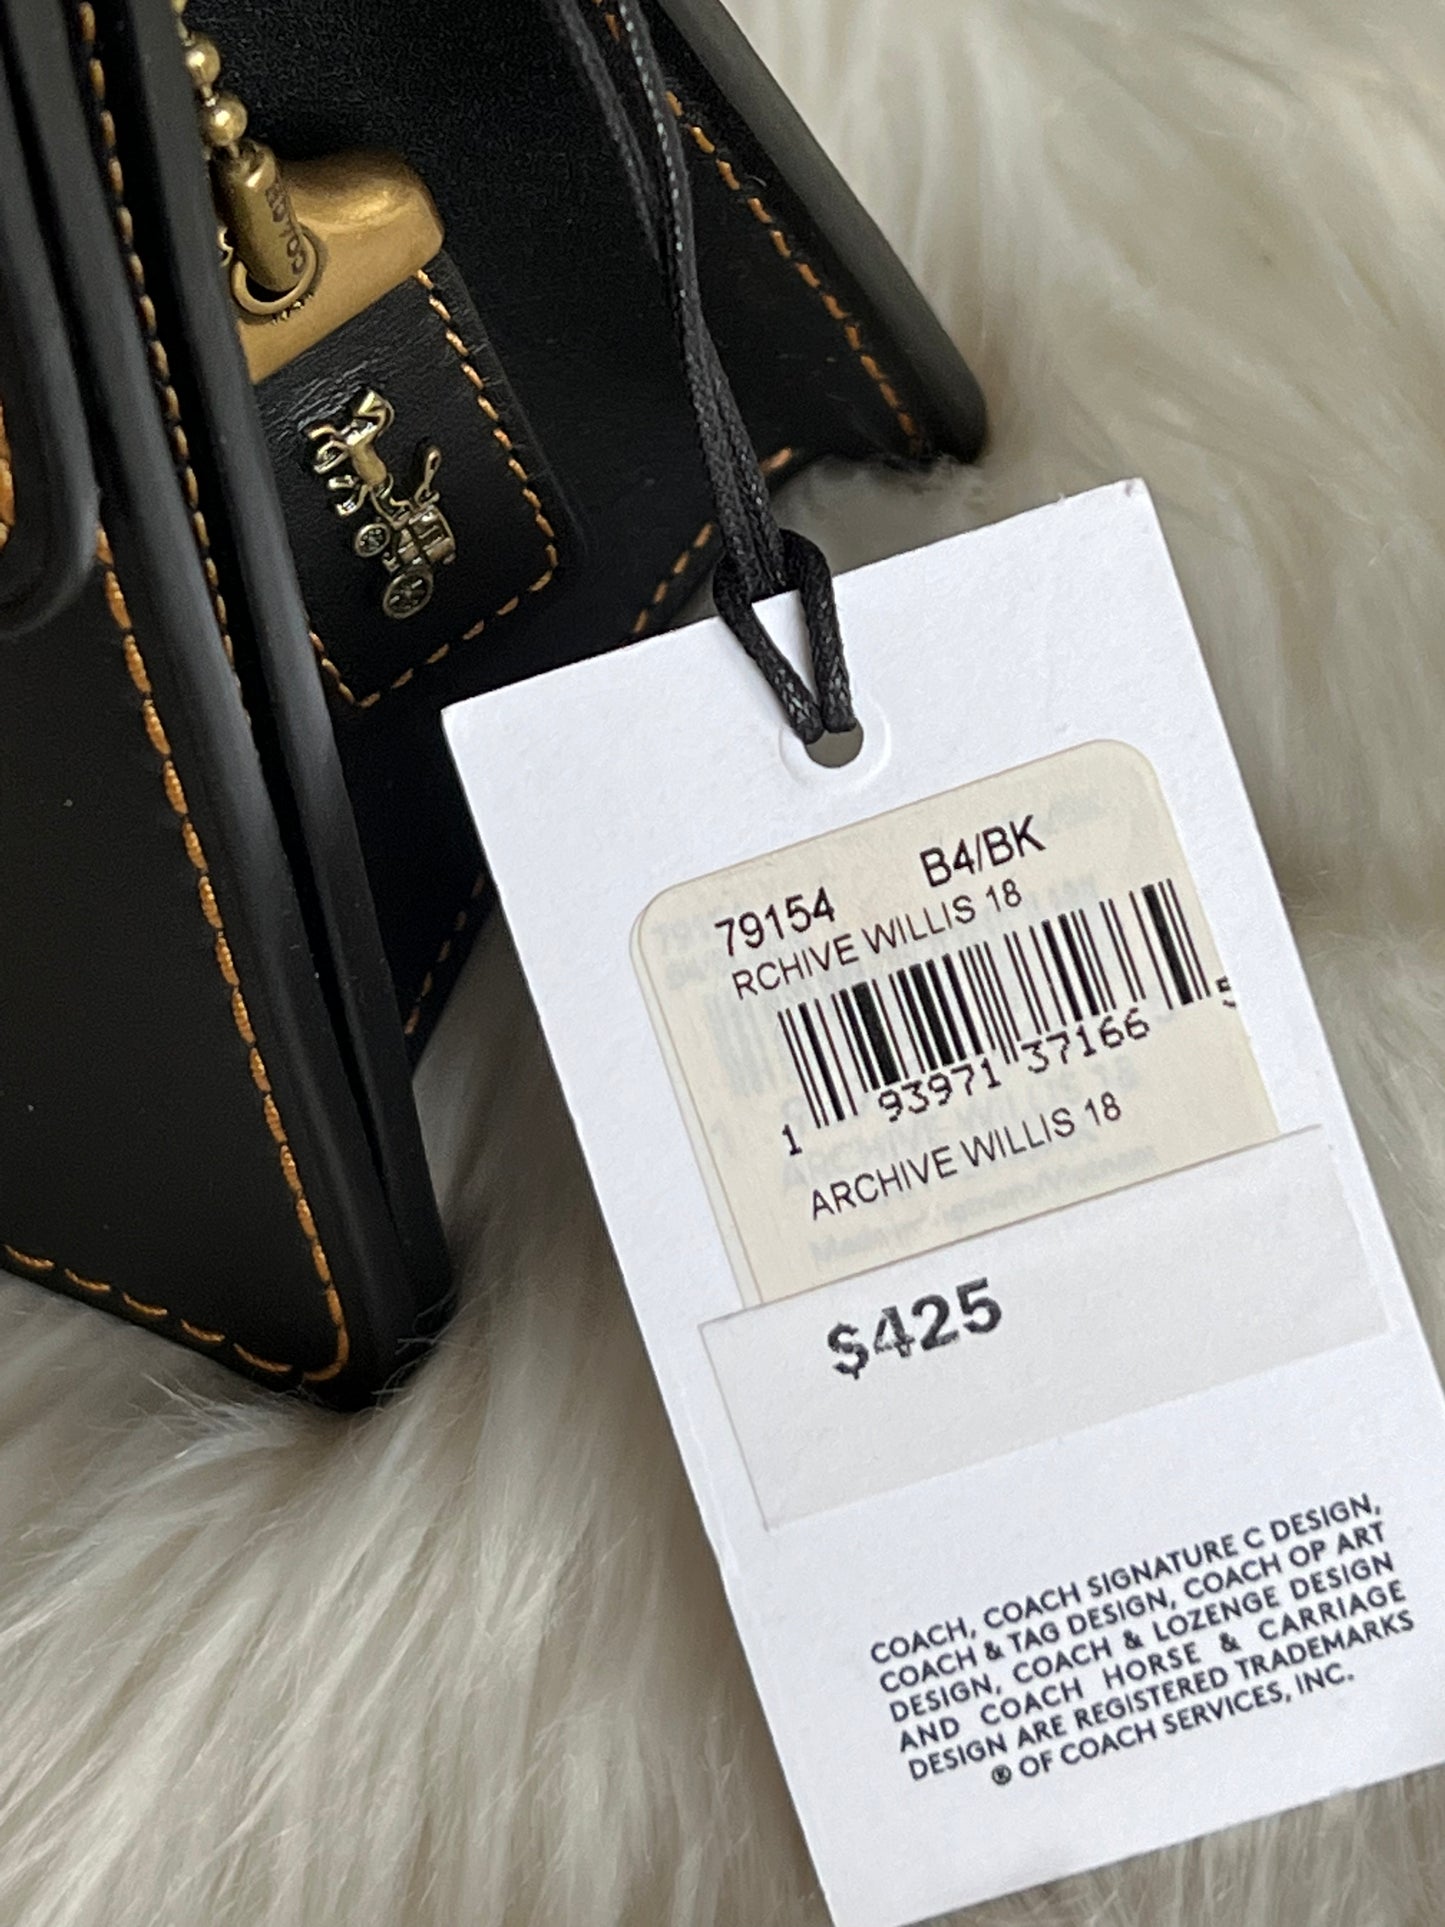 COLOR
79154 B4/BK
RCHIVE WILLIS 18
1 93971 37166 5
ARCHIVE WILLIS 18
$425
COACH, COACH SIGNATURE C DESIGN,
COACH & TAG DESIGN, COACH OP ART
DESIGN, COACH & LOZENGE DESIGN
AND COACH HORSE & CARRIAGE
DESIGN ARE REGISTERED TRADEMARKS
® OF COACH SERVICES, INC.